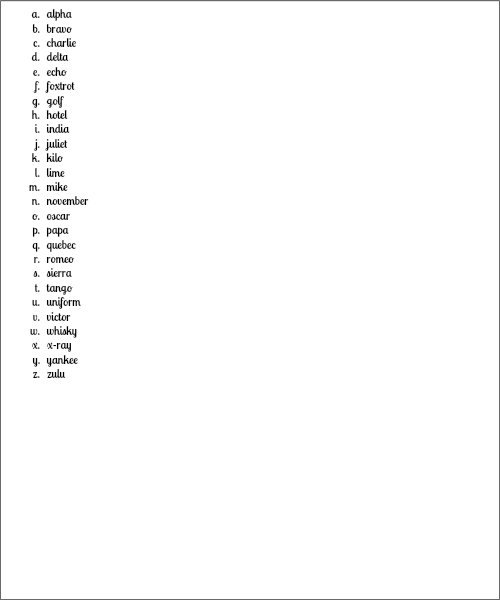 a. alpha
b. bravo
c. charlie
d. delta
e. echo
f. foxtrot
g. golf
h. hotel
i. india
j. juliet
k. kilo
l. lime
m. mike
n. november
o. oscar
p. papa
q. quebec
r. romeo
s. sierra
t. tango
u. uniform
v. victor
w. whisky
x. x-ray
y. yankee
z. zulu